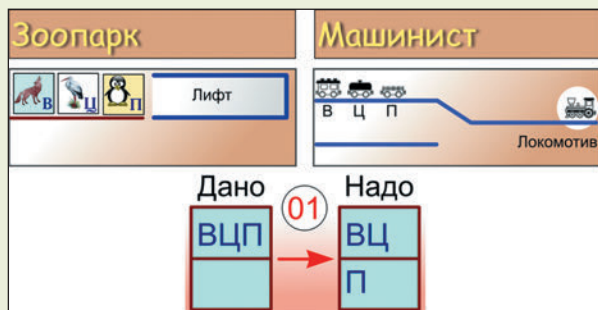 Зоопарк
Машинист
В Ц П
Лифт
В Ц П
Локомотив
Дано
01
Надо
ВЦП
ВЦ
П